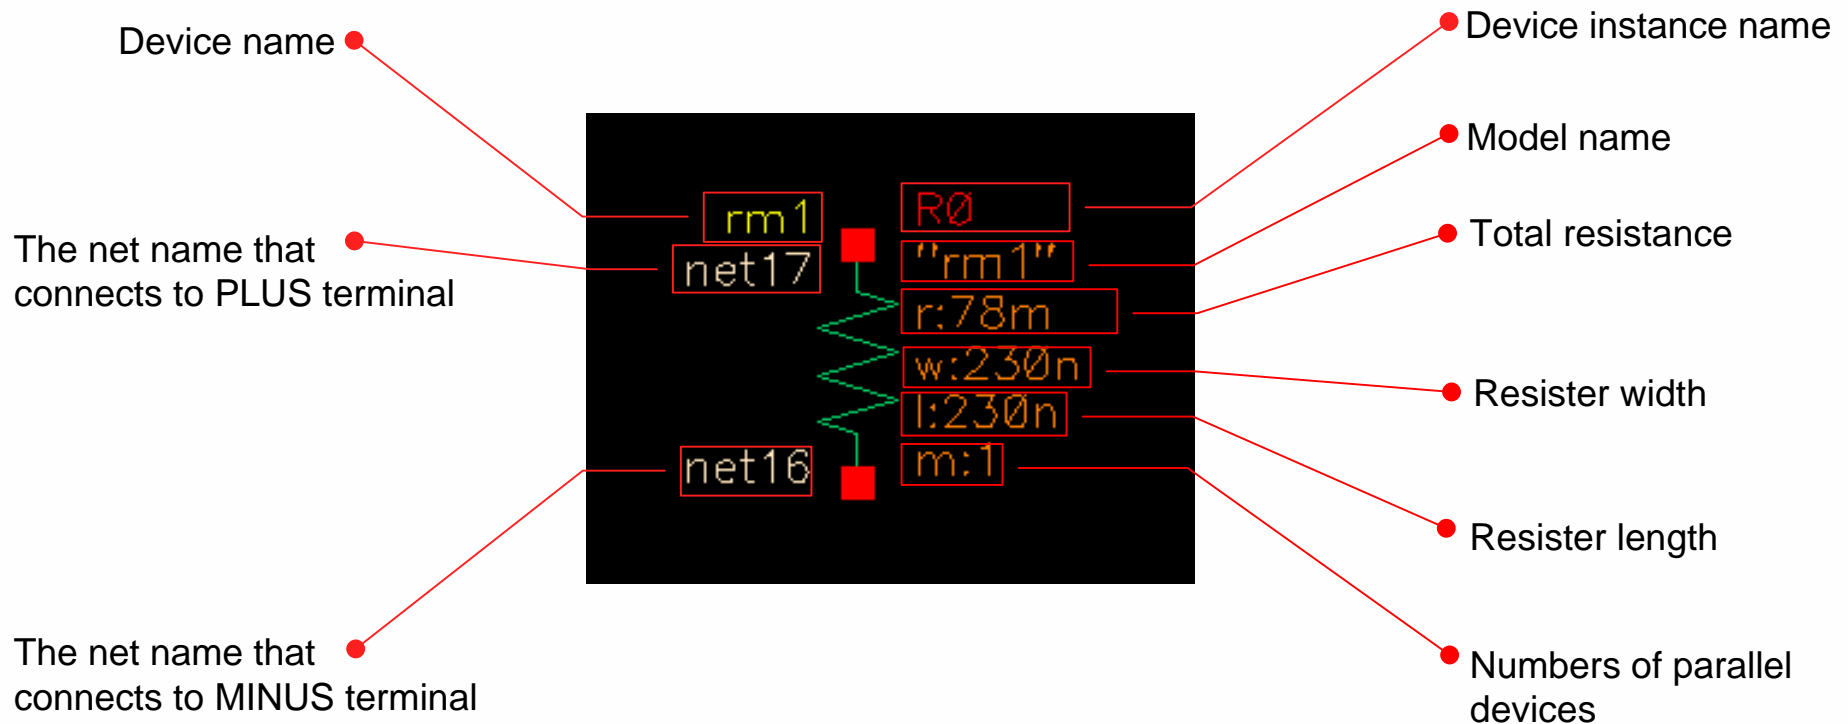 Device name
The net name that
connects to PLUS terminal
The net name that
connects to MINUS terminal
rm1
net17
net16
RØ
"rm1"
r:78m
w:230n
l:230n
m:1
Device instance name
Model name
Total resistance
Resister width
Resister length
Numbers of parallel
devices